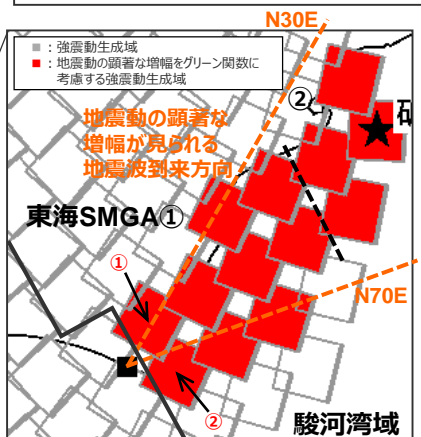 N30E
■：強震動生成域
■：地震動の顕著な増幅をグリーン関数に
考慮する強震動生成域
②
地震動の顕著な
増幅が見られる
地震波到来方向
東海SMGA①
①
N70E
②
駿河湾域